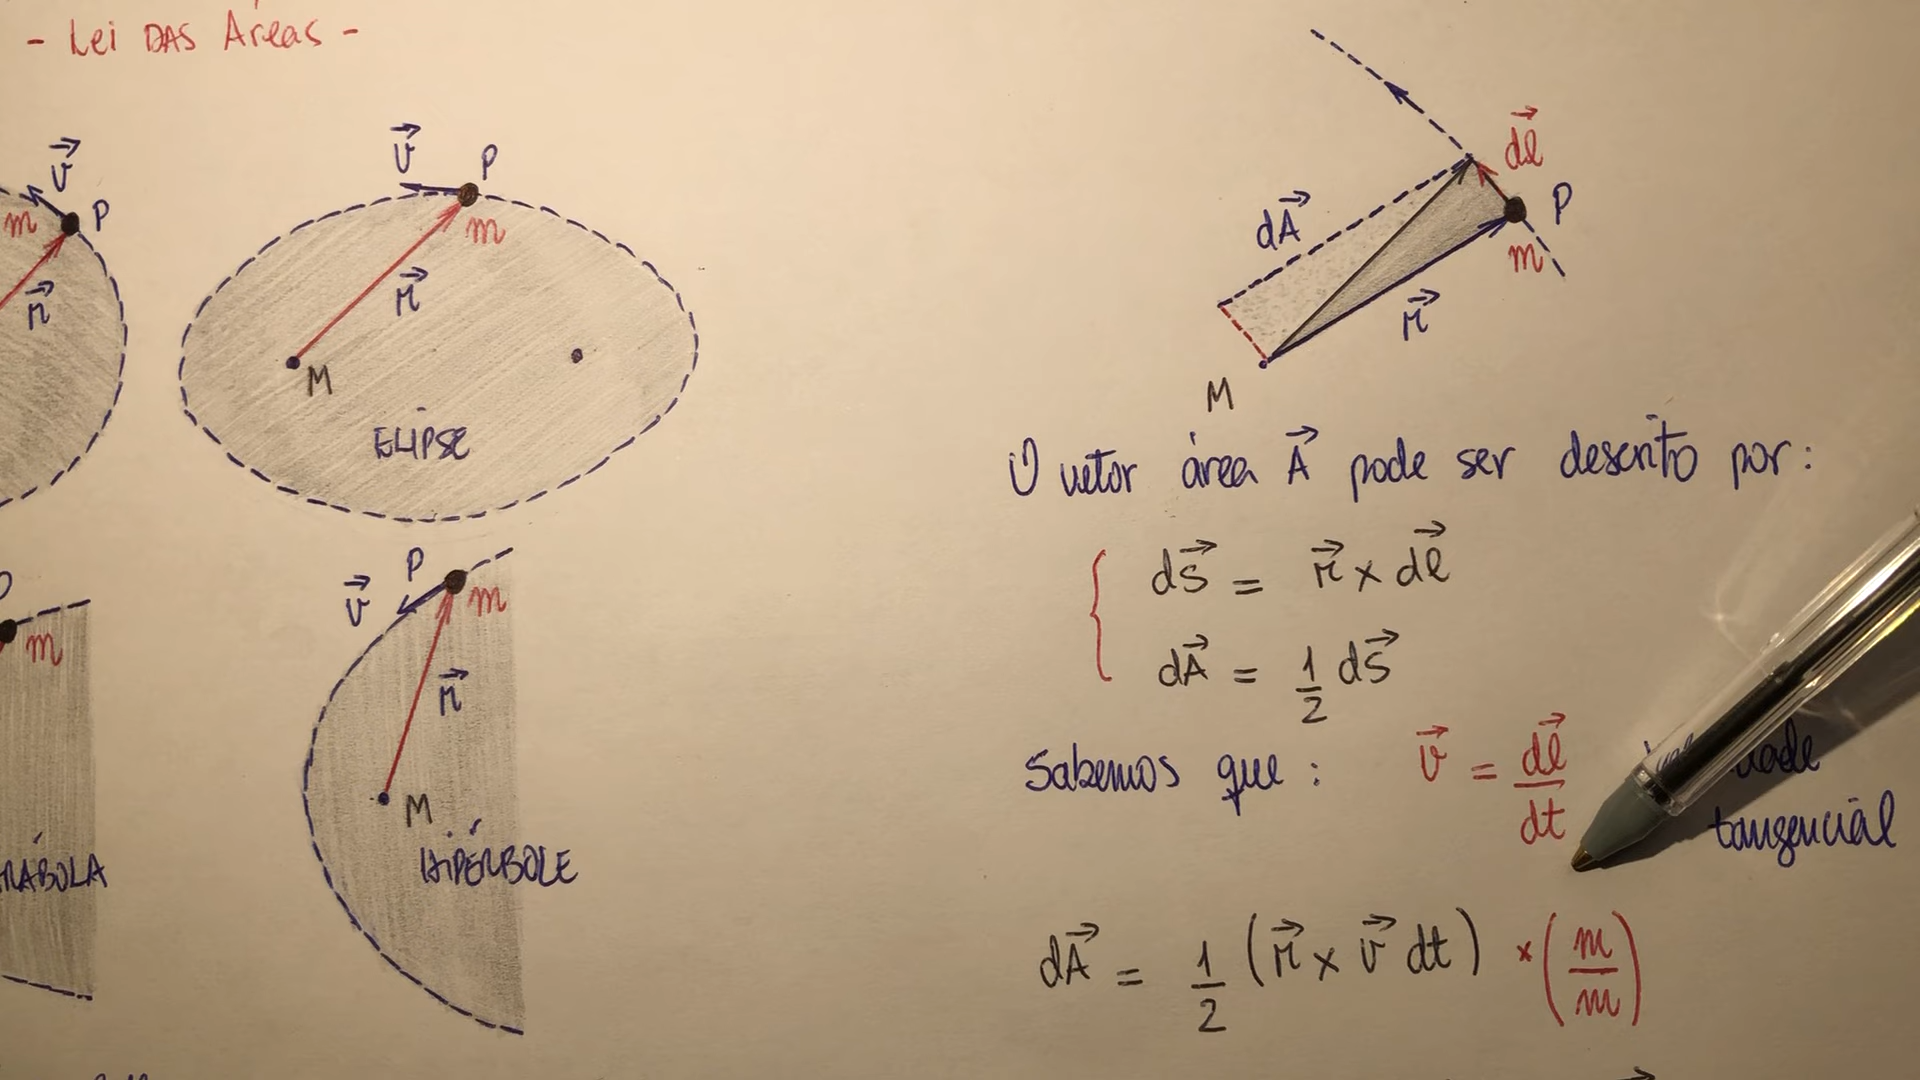 - Lei DAS Áreas -
v⃗
P
m
r⃗
v⃗
P
m
r⃗
M
ELIPSE
m
RÁBOLA
P
v⃗
m
r⃗
M
HIPÉRBOLE
dl⃗
P
dA⃗
m
r⃗
M
O vetor área A⃗ pode ser descrito por:
{ dS⃗ = r⃗ × dl⃗
dA⃗ = 1/2 dS⃗
Sabemos que: v⃗ = dl⃗/dt
tangencial
dA⃗ = 1/2 (r⃗ × v⃗ dt) × (m/m)